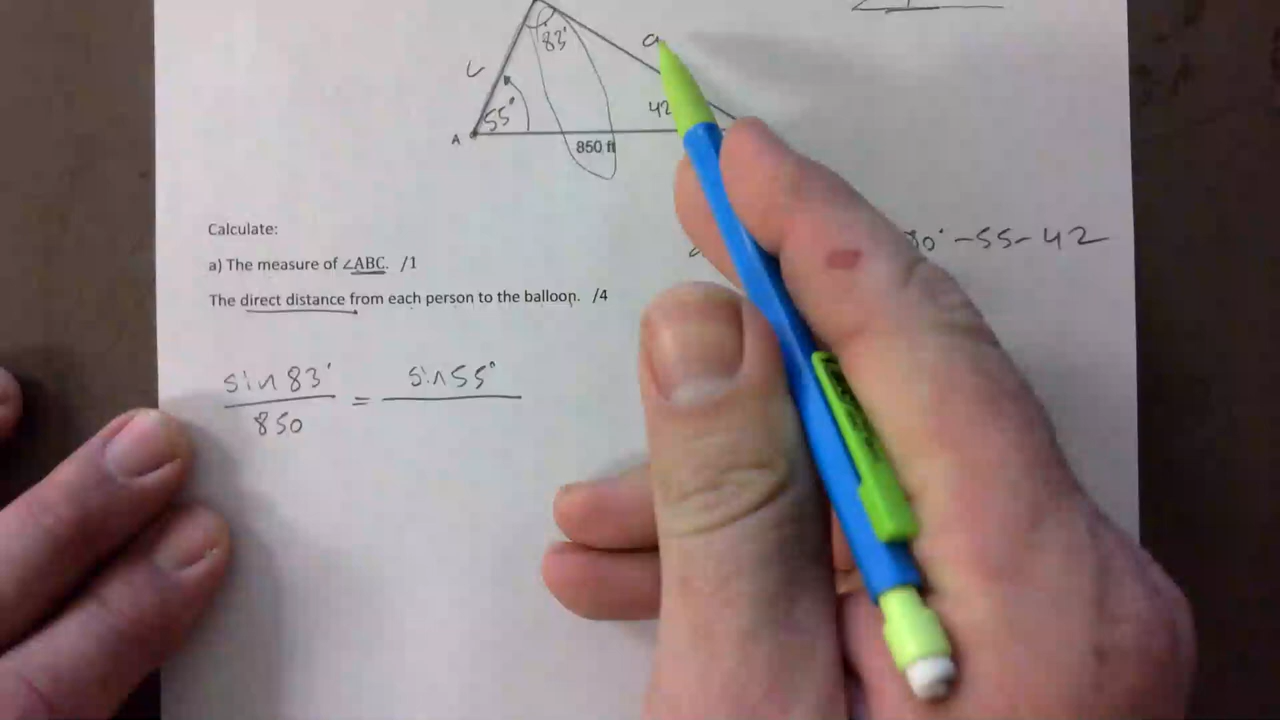 83°
a
c
55°
42
A
850 ft
Calculate:
80° -55-42
a) The measure of ∠ABC. /1
The direct distance from each person to the balloon. /4
sin 83° = sin 55°
850